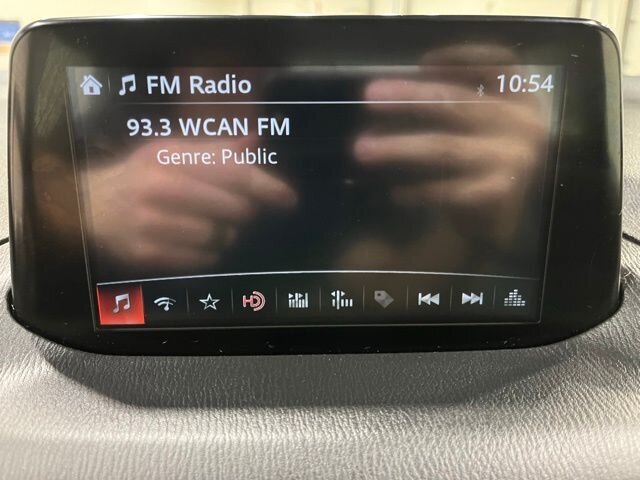 FM Radio 10:54
93.3 WCAN FM
Genre: Public
HD